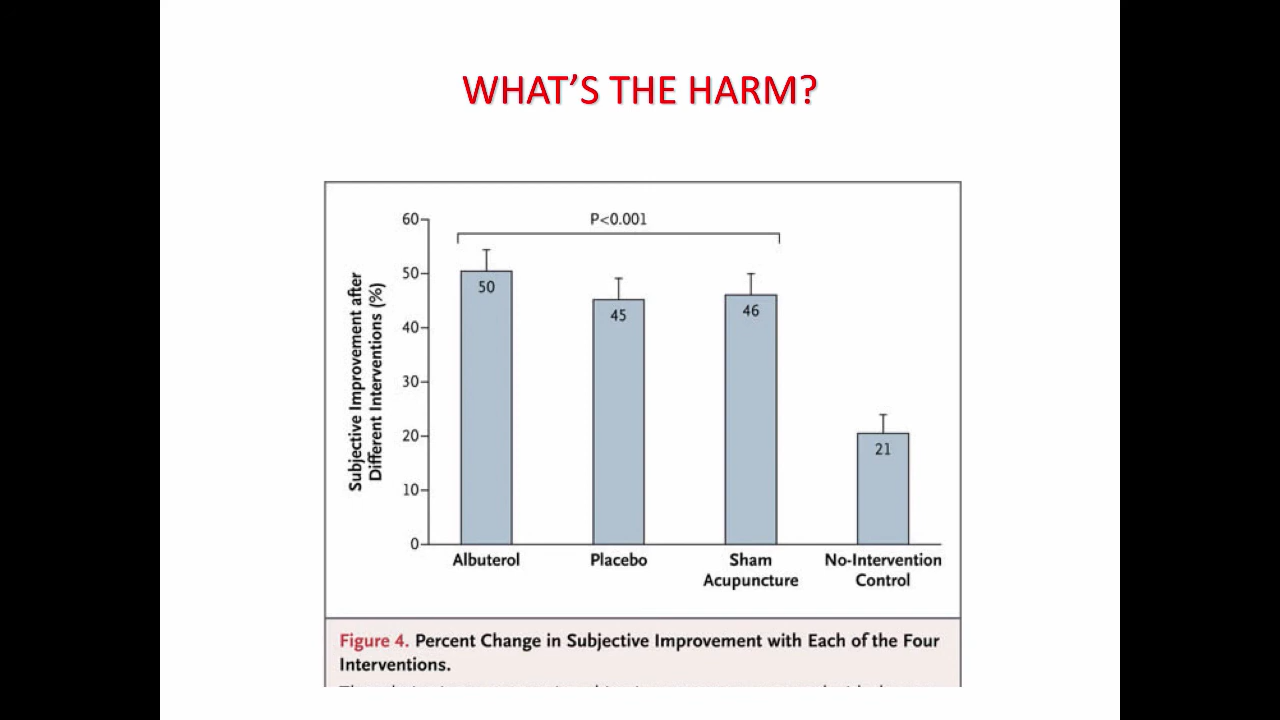 WHAT'S THE HARM?
P<0.001
60
50
40
30
20
10
0
Subjective Improvement after
Different Interventions (%)
50
45
46
21
Albuterol
Placebo
Sham
Acupuncture
No-Intervention
Control
Figure 4. Percent Change in Subjective Improvement with Each of the Four
Interventions.